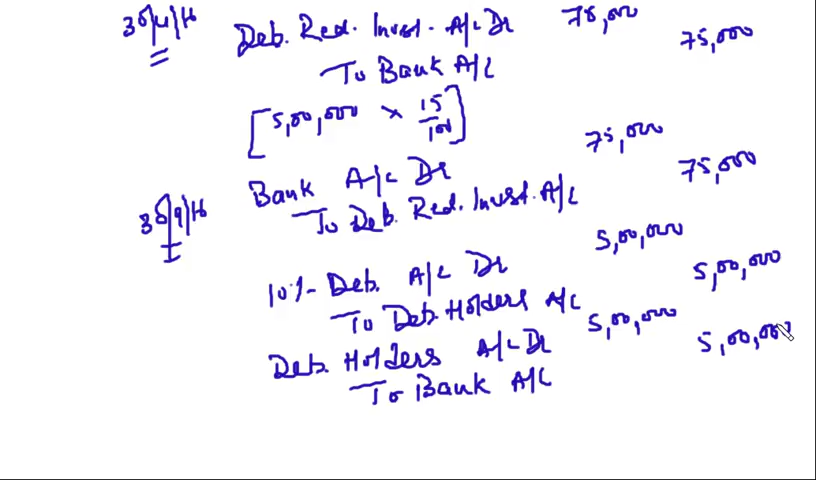 30/4/16 Deb. Red. Invest. A/c Dr 75,000
To Bank A/c 75,000
[5,00,000 × 15/100]
30/9/16 Bank A/c Dr 75,000
To Deb. Red. Invest. A/c 75,000
10% Deb. A/c Dr 5,00,000
To Deb. Holders A/c 5,00,000
Deb. Holders A/c Dr 5,00,000
To Bank A/c 5,00,000